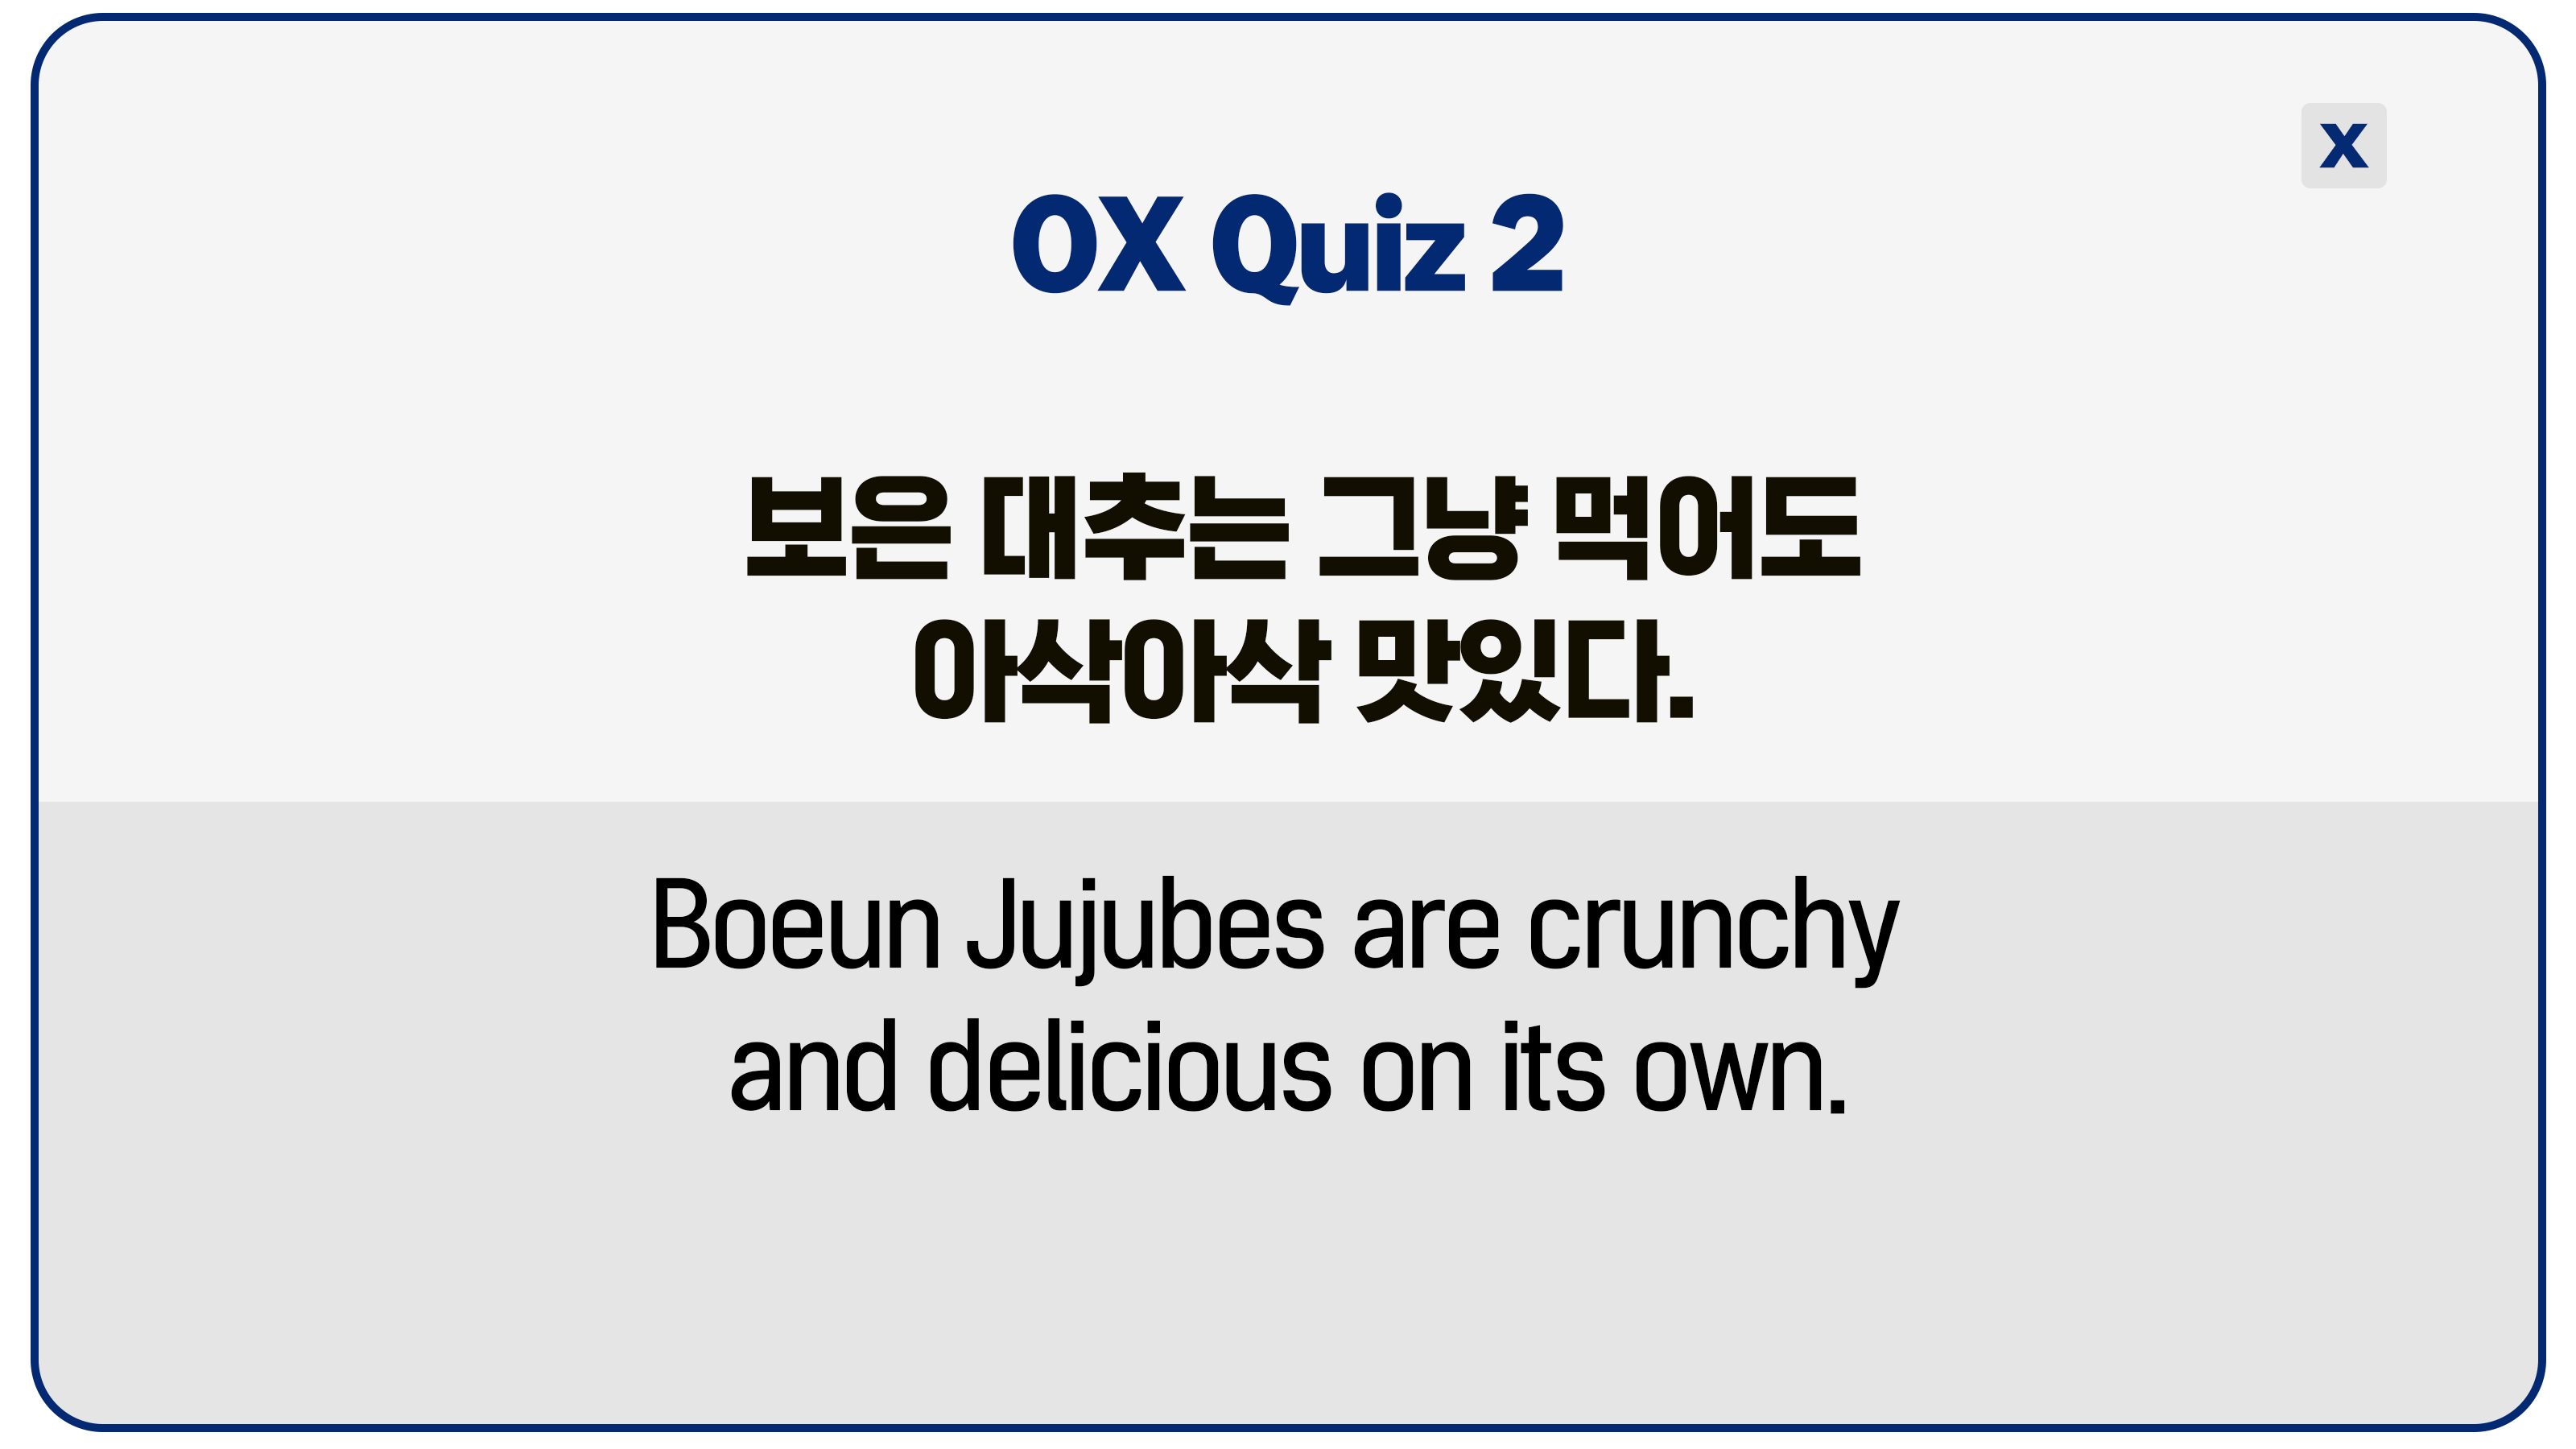 X
OX Quiz 2
보은 대추는 그냥 먹어도
아삭아삭 맛있다.
Boeun Jujubes are crunchy
and delicious on its own.